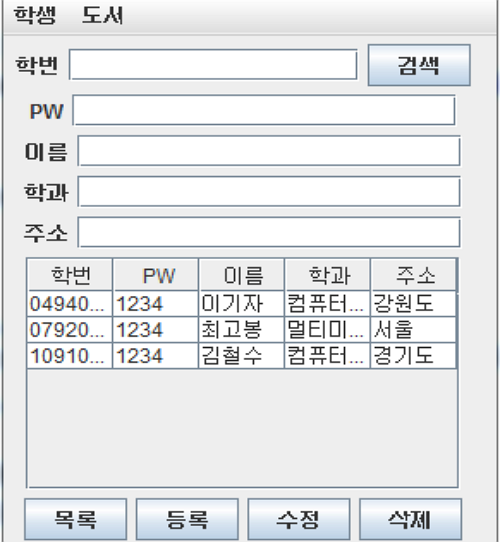 학생 도서
학번 검색
PW
이름
학과
주소
학번 PW 이름 학과 주소
04940... 1234 이기자 컴퓨터... 강원도
07920... 1234 최고봉 멀티미... 서울
10910... 1234 김철수 컴퓨터... 경기도
목록 등록 수정 삭제